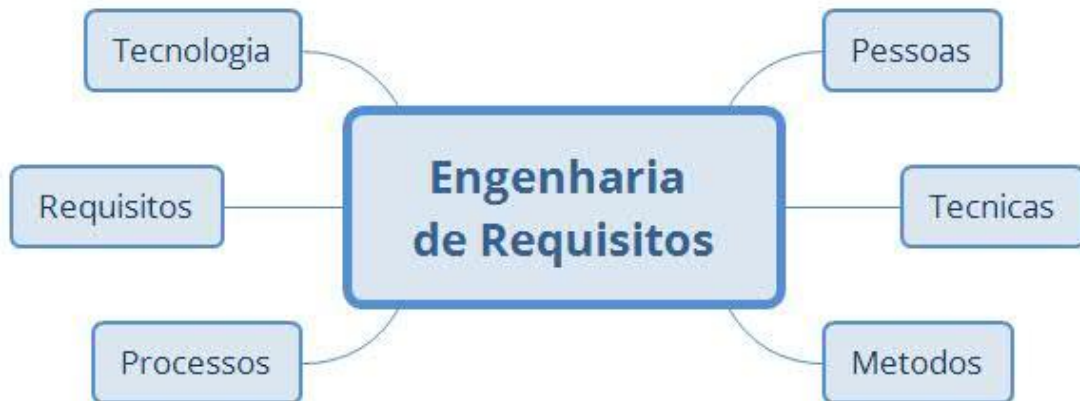 Tecnologia
Pessoas
Engenharia
de Requisitos
Requisitos
Tecnicas
Processos
Metodos